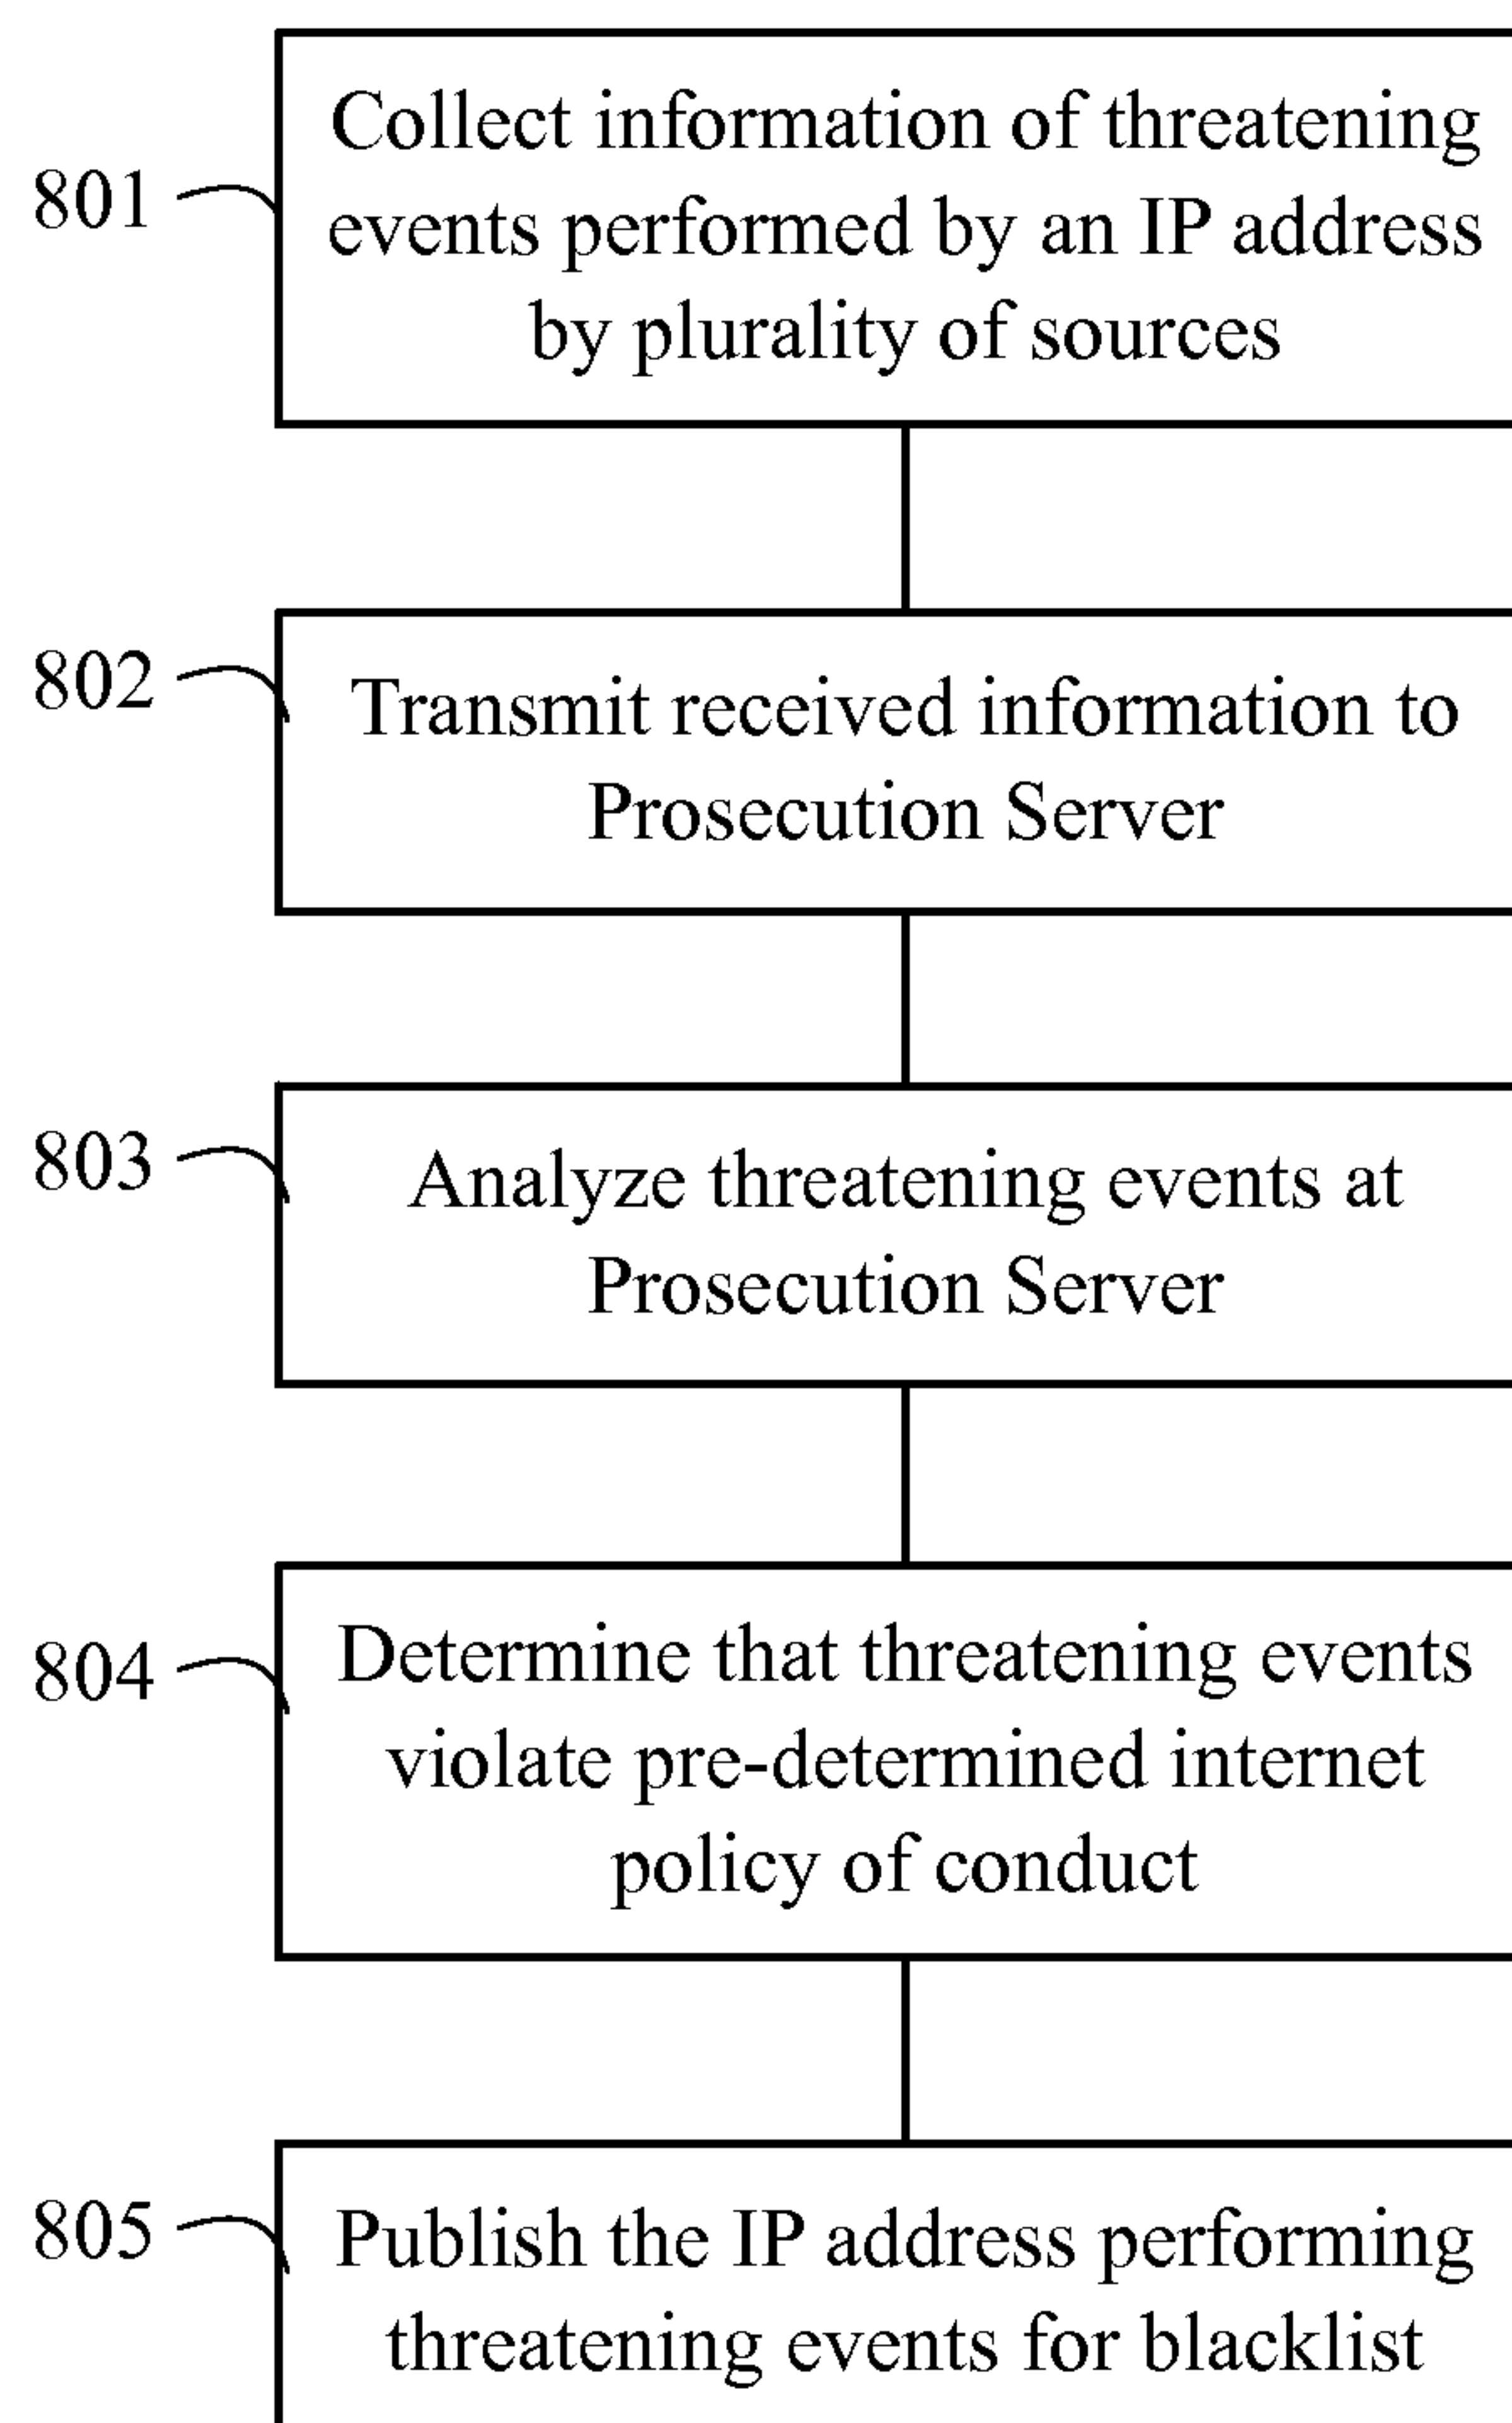 801
Collect information of threatening
events performed by an IP address
by plurality of sources
802
Transmit received information to
Prosecution Server
803
Analyze threatening events at
Prosecution Server
804
Determine that threatening events
violate pre-determined internet
policy of conduct
805
Publish the IP address performing
threatening events for blacklist